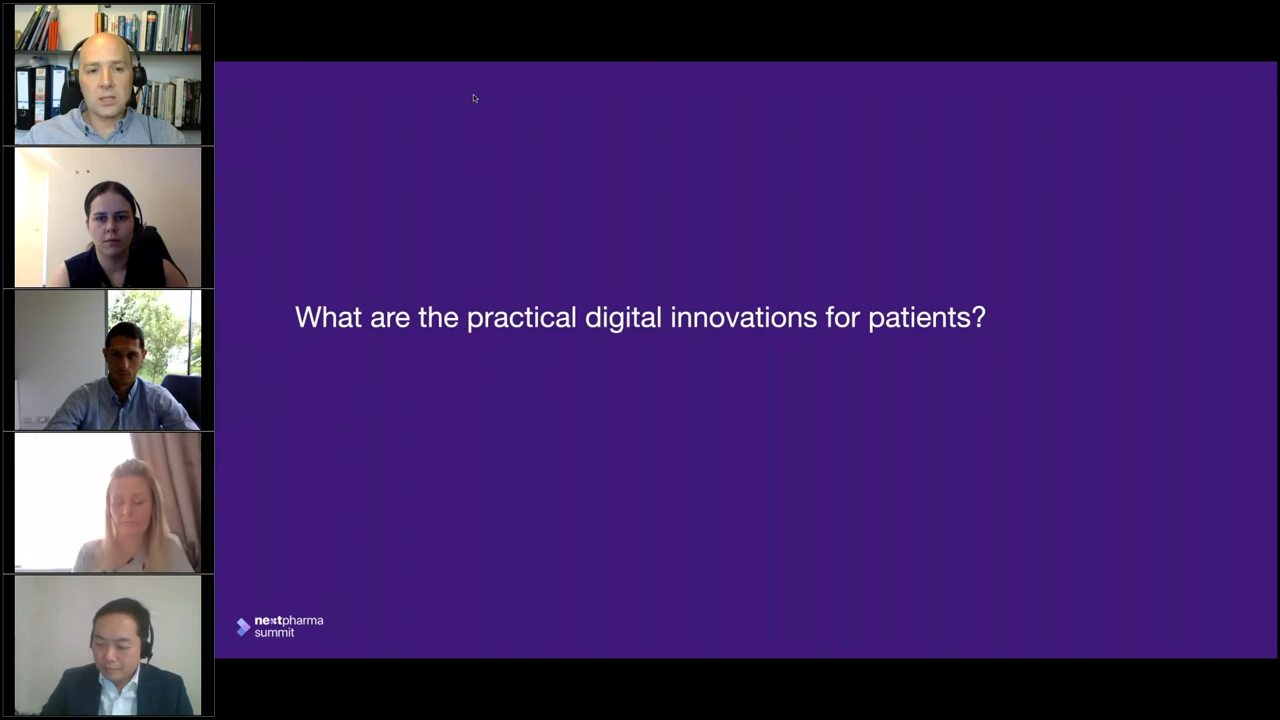 What are the practical digital innovations for patients?
nextpharma
summit